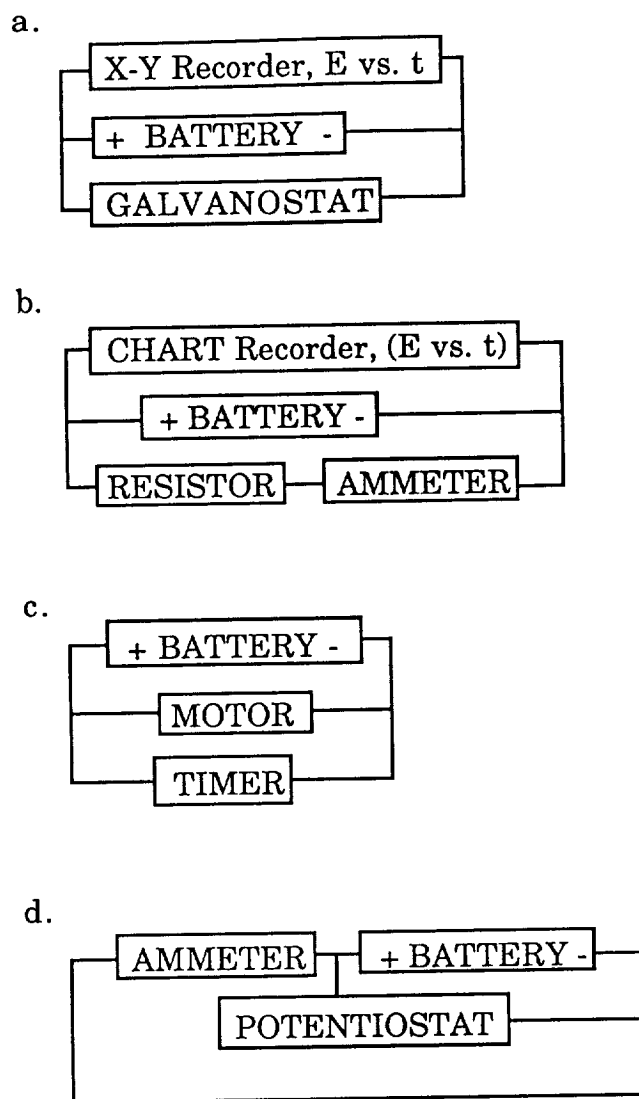 a.
X-Y Recorder, E vs. t
+ BATTERY -
GALVANOSTAT
b.
CHART Recorder, (E vs. t)
+ BATTERY -
RESISTOR AMMETER
c.
+ BATTERY -
MOTOR
TIMER
d.
AMMETER + BATTERY -
POTENTIOSTAT